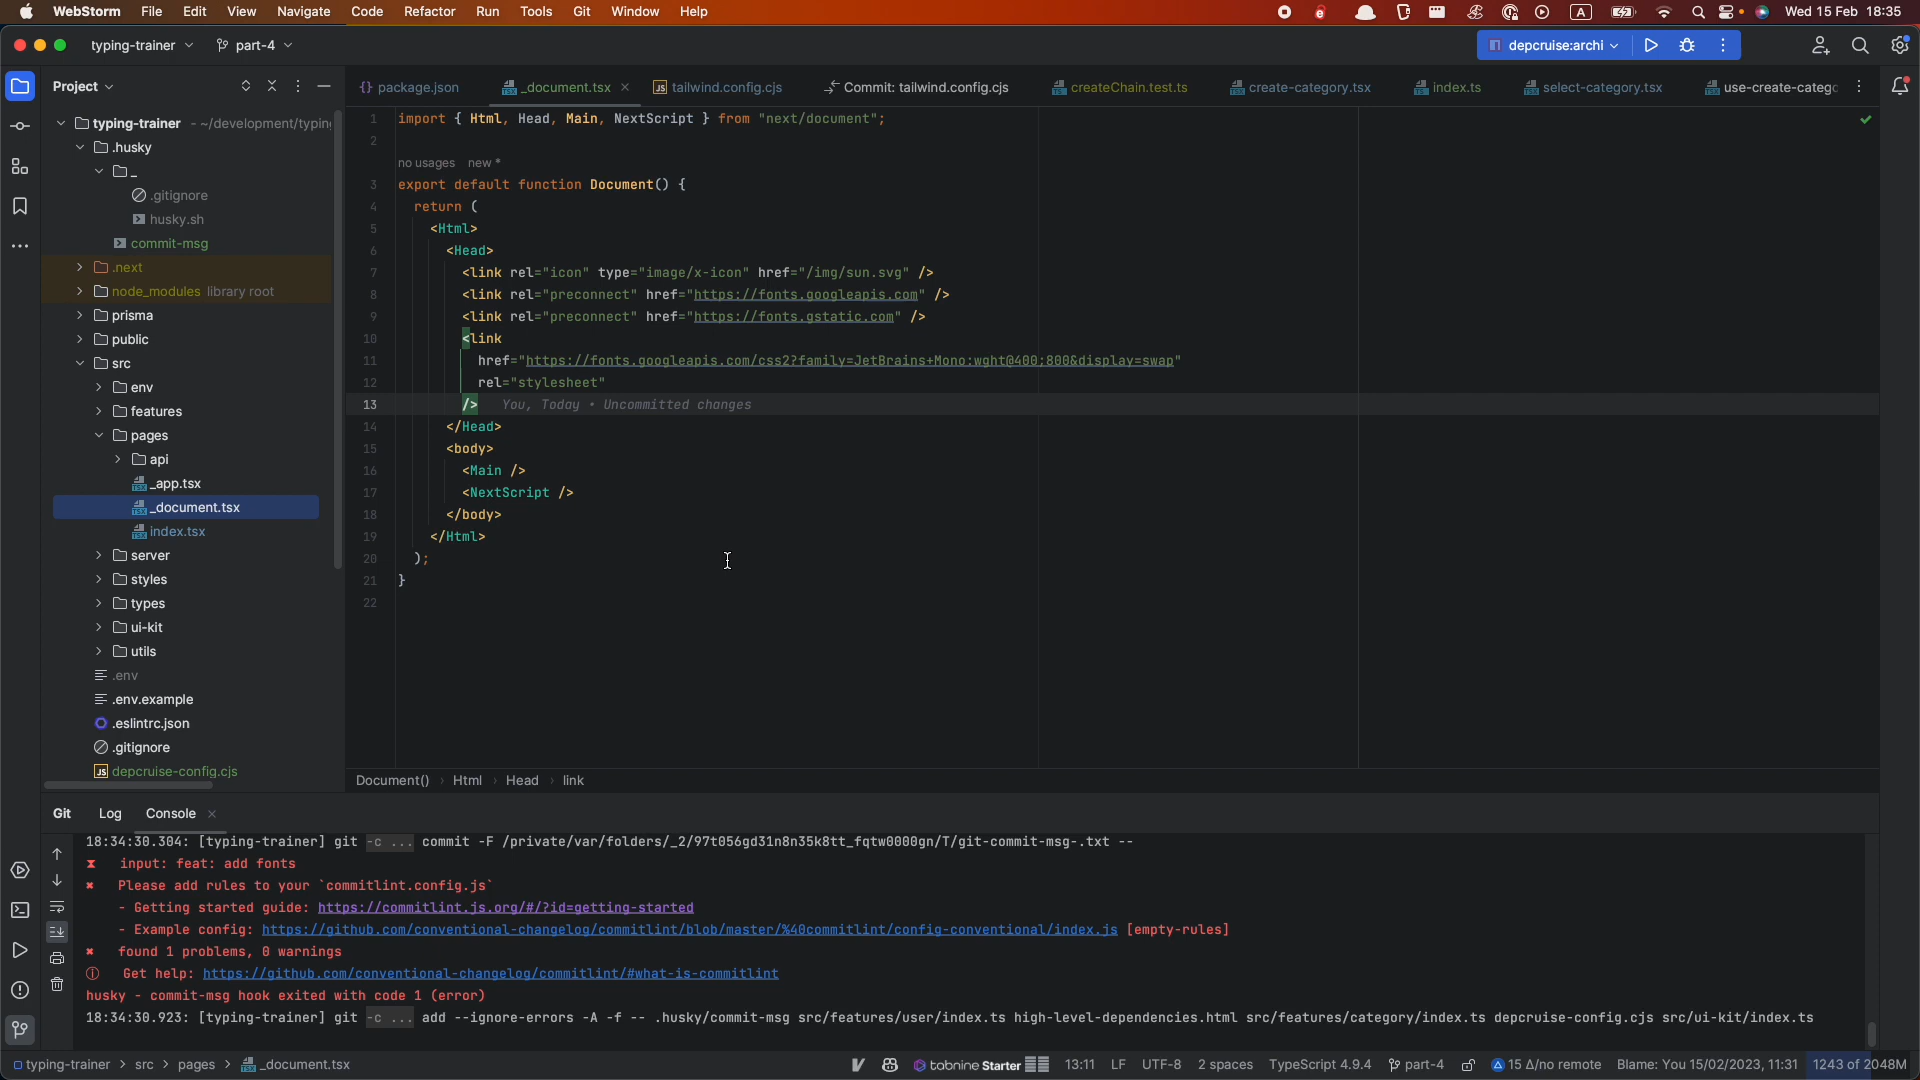 WebStorm File Edit View Navigate Code Refactor Run Tools Git Window Help
A
Wed 15 Feb 18:35
typing-trainer
part-4
depcruise:archi
Project
{} package.json
_document.tsx
tailwind.config.cjs
Commit: tailwind.config.cjs
createChain.test.ts
create-category.tsx
index.ts
select-category.tsx
use-create-catego
typing-trainer - ~/development/typin
.husky
_
.gitignore
husky.sh
commit-msg
.next
node_modules library root
prisma
public
src
env
features
pages
api
_app.tsx
_document.tsx
index.tsx
server
styles
types
ui-kit
utils
.env
.env.example
.eslintrc.json
.gitignore
depcruise-config.cjs
1 import { Html, Head, Main, NextScript } from "next/document";
2
no usages new *
3 export default function Document() {
4 return (
5 <Html>
6 <Head>
7 <link rel="icon" type="image/x-icon" href="/img/sun.svg" />
8 <link rel="preconnect" href="https://fonts.googleapis.com" />
9 <link rel="preconnect" href="https://fonts.gstatic.com" />
10 <link
11 href="https://fonts.googleapis.com/css2?family=JetBrains+Mono:wght@400;800&display=swap"
12 rel="stylesheet"
13 /> You, Today • Uncommitted changes
14 </Head>
15 <body>
16 <Main />
17 <NextScript />
18 </body>
19 </Html>
20 );
21 }
22
Document() › Html › Head › link
Git Log Console
18:34:30.304: [typing-trainer] git -c ... commit -F /private/var/folders/_2/97t056gd31n8n35k8tt_fqtw0000gn/T/git-commit-msg-.txt --
⧗ input: feat: add fonts
✖ Please add rules to your `commitlint.config.js`
- Getting started guide: https://commitlint.js.org/#/?id=getting-started
- Example config: https://github.com/conventional-changelog/commitlint/blob/master/%40commitlint/config-conventional/index.js [empty-rules]
✖ found 1 problems, 0 warnings
ⓘ Get help: https://github.com/conventional-changelog/commitlint/#what-is-commitlint
husky - commit-msg hook exited with code 1 (error)
18:34:30.923: [typing-trainer] git -c ... add --ignore-errors -A -f -- .husky/commit-msg src/features/user/index.ts high-level-dependencies.html src/features/category/index.ts depcruise-config.cjs src/ui-kit/index.ts
typing-trainer › src › pages › _document.tsx
tabnine Starter
13:11 LF UTF-8 2 spaces TypeScript 4.9.4 part-4
15 Δ/no remote Blame: You 15/02/2023, 11:31 1243 of 2048M